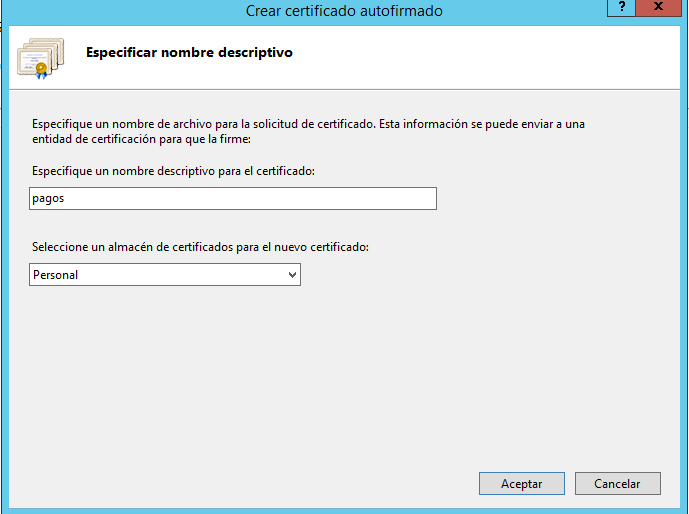 Crear certificado autofirmado
? x
Especificar nombre descriptivo
Especifique un nombre de archivo para la solicitud de certificado. Esta información se puede enviar a una
entidad de certificación para que la firme:
Especifique un nombre descriptivo para el certificado:
pagos
Seleccione un almacén de certificados para el nuevo certificado:
Personal
Aceptar Cancelar